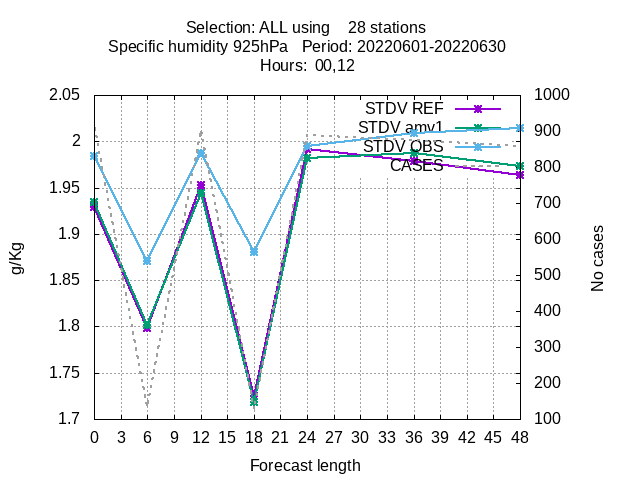 Selection: ALL using 28 stations
Specific humidity 925hPa Period: 20220601-20220630
Hours: 00,12
STDV REF
STDV amv1
STDV OBS
CASES
2.05
2
1.95
1.9
1.85
1.8
1.75
1.7
g/Kg
1000
900
800
700
600
500
400
300
200
100
No cases
0 3 6 9 12 15 18 21 24 27 30 33 36 39 42 45 48
Forecast length